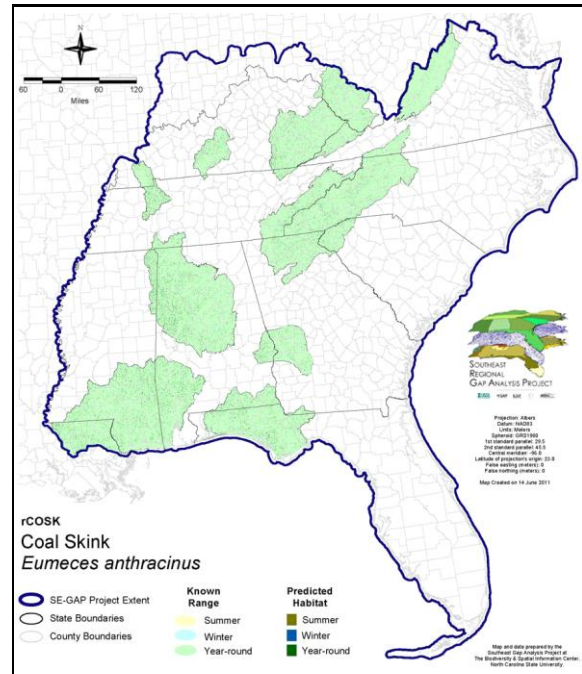 N
60 0 60 120
Miles
SOUTHEAST
REGIONAL
GAP ANALYSIS PROJECT
Projection: Albers
Datum: NAD83
Units: Meters
Spheroid: GRS1980
1st standard parallel: 29.5
2nd standard parallel: 45.5
Central meridian: -96.0
Latitude of projection's origin: 23.0
False easting (meters): 0
False northing (meters): 0
Map Created on 14 June 2011
rCOSK
Coal Skink
Eumeces anthracinus
SE-GAP Project Extent
State Boundaries
County Boundaries
Known
Range
Summer
Winter
Year-round
Predicted
Habitat
Summer
Winter
Year-round
Map and data prepared by the
Southeast Gap Analysis Project at
The Biodiversity & Spatial Information Center,
North Carolina State University.